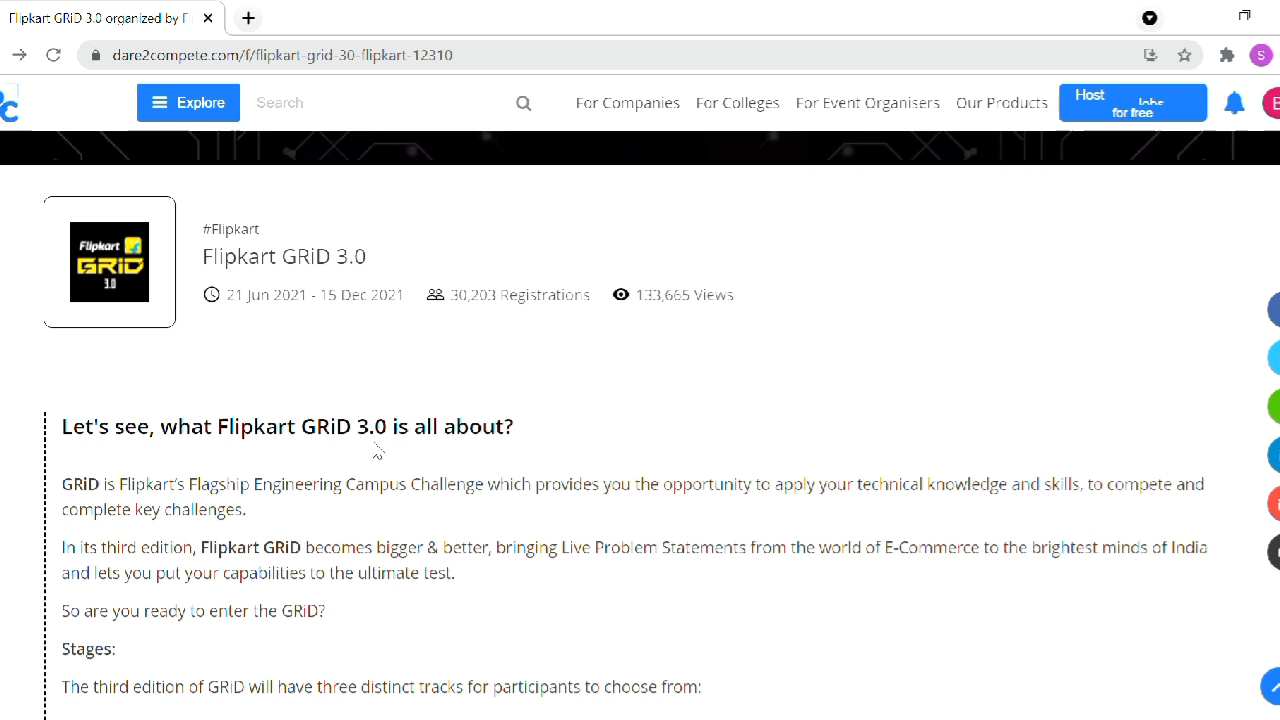 Flipkart GRiD 3.0 organized by F
dare2compete.com/f/flipkart-grid-30-flipkart-12310
S
Explore
Search
For Companies
For Colleges
For Event Organisers
Our Products
Host
for free
#Flipkart
Flipkart GRiD 3.0
21 Jun 2021 - 15 Dec 2021
30,203 Registrations
133,665 Views
Flipkart
GRiD
3.0
Let's see, what Flipkart GRiD 3.0 is all about?
GRiD is Flipkart's Flagship Engineering Campus Challenge which provides you the opportunity to apply your technical knowledge and skills, to compete and
complete key challenges.
In its third edition, Flipkart GRiD becomes bigger & better, bringing Live Problem Statements from the world of E-Commerce to the brightest minds of India
and lets you put your capabilities to the ultimate test.
So are you ready to enter the GRiD?
Stages:
The third edition of GRiD will have three distinct tracks for participants to choose from: